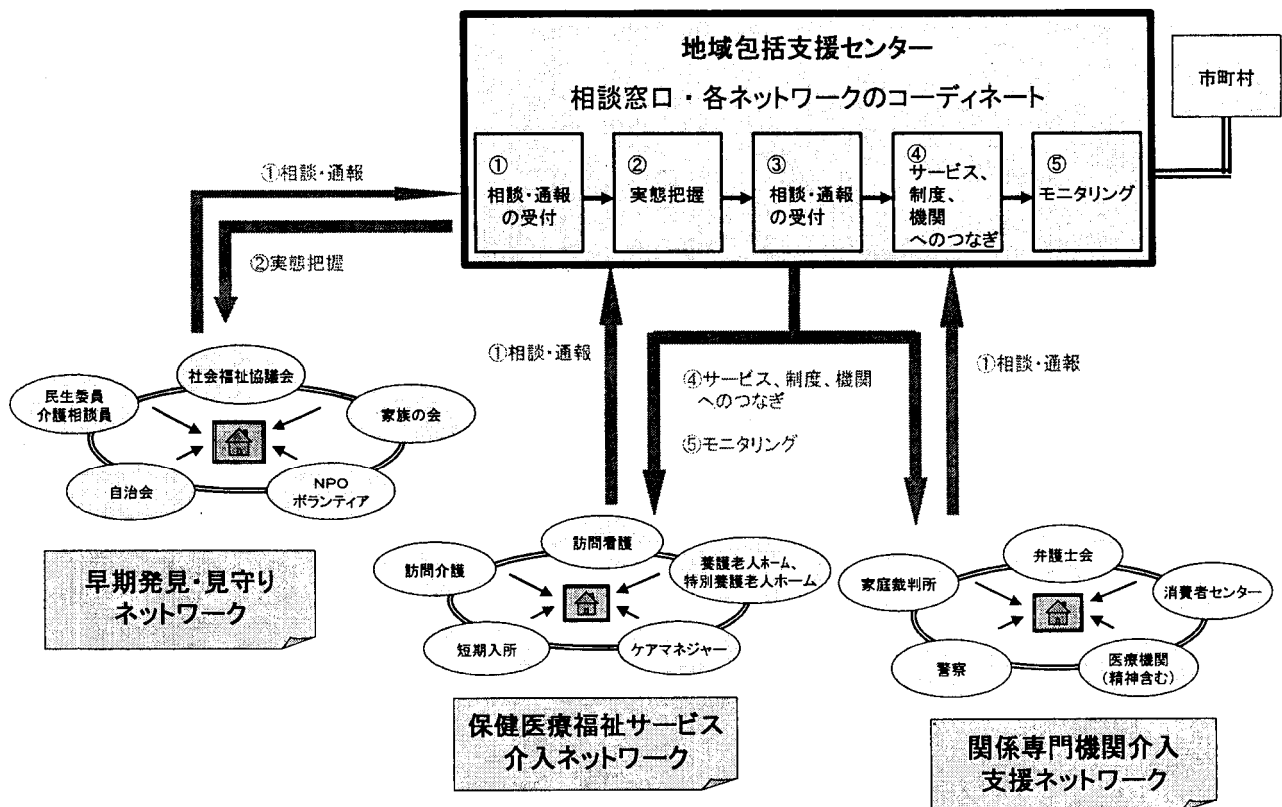 地域包括支援センター
相談窓口・各ネットワークのコーディネート
市町村
①
相談・通報
の受付
②
実態把握
③
相談・通報
の受付
④
サービス、
制度、
機関
へのつなぎ
⑤
モニタリング
①相談・通報
②実態把握
①相談・通報
④サービス、制度、機関
へのつなぎ
⑤モニタリング
①相談・通報
社会福祉協議会
民生委員
介護相談員
家族の会
自治会
NPO
ボランティア
早期発見・見守り
ネットワーク
訪問看護
訪問介護
養護老人ホーム、
特別養護老人ホーム
短期入所
ケアマネジャー
保健医療福祉サービス
介入ネットワーク
弁護士会
家庭裁判所
消費者センター
警察
医療機関
(精神含む)
関係専門機関介入
支援ネットワーク